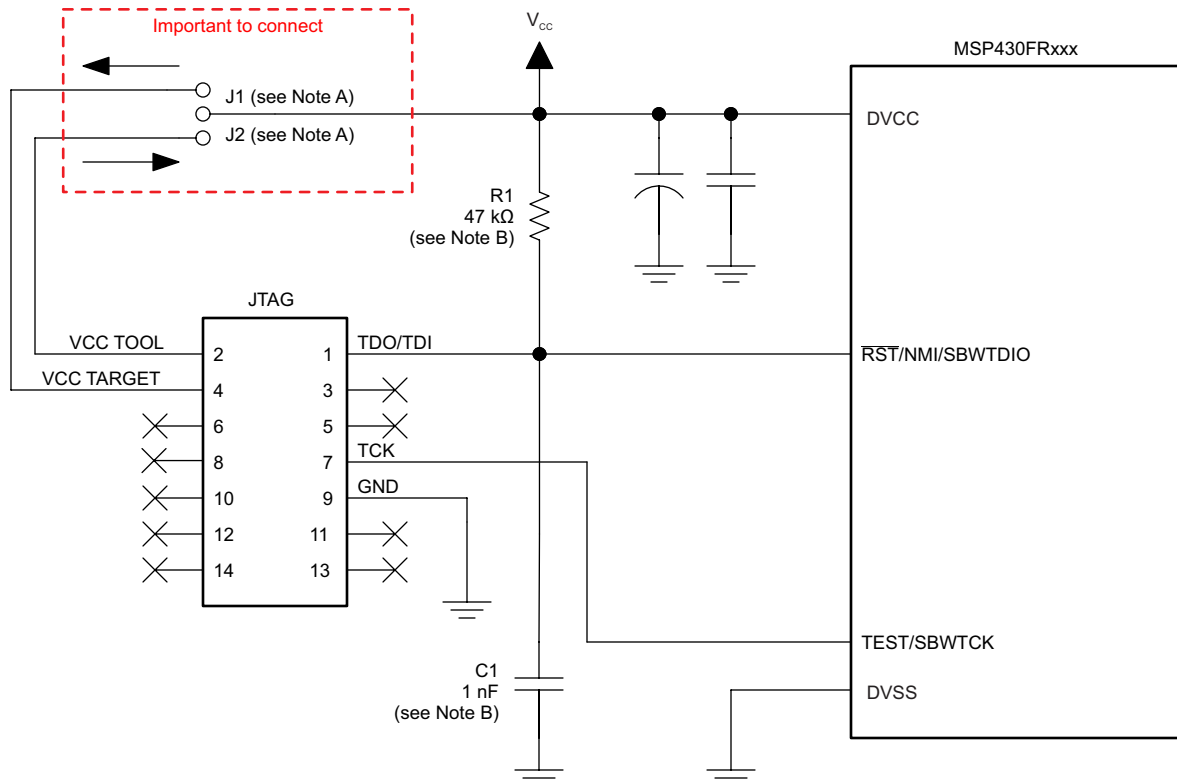 Important to connect
J1 (see Note A)
J2 (see Note A)
VCC
MSP430FRxxx
DVCC
R1
47 kΩ
(see Note B)
JTAG
VCC TOOL
2
1
TDO/TDI
RST/NMI/SBWTDIO
VCC TARGET
4
3
6
5
8
7
TCK
10
9
GND
12
11
14
13
TEST/SBWTCK
C1
1 nF
(see Note B)
DVSS